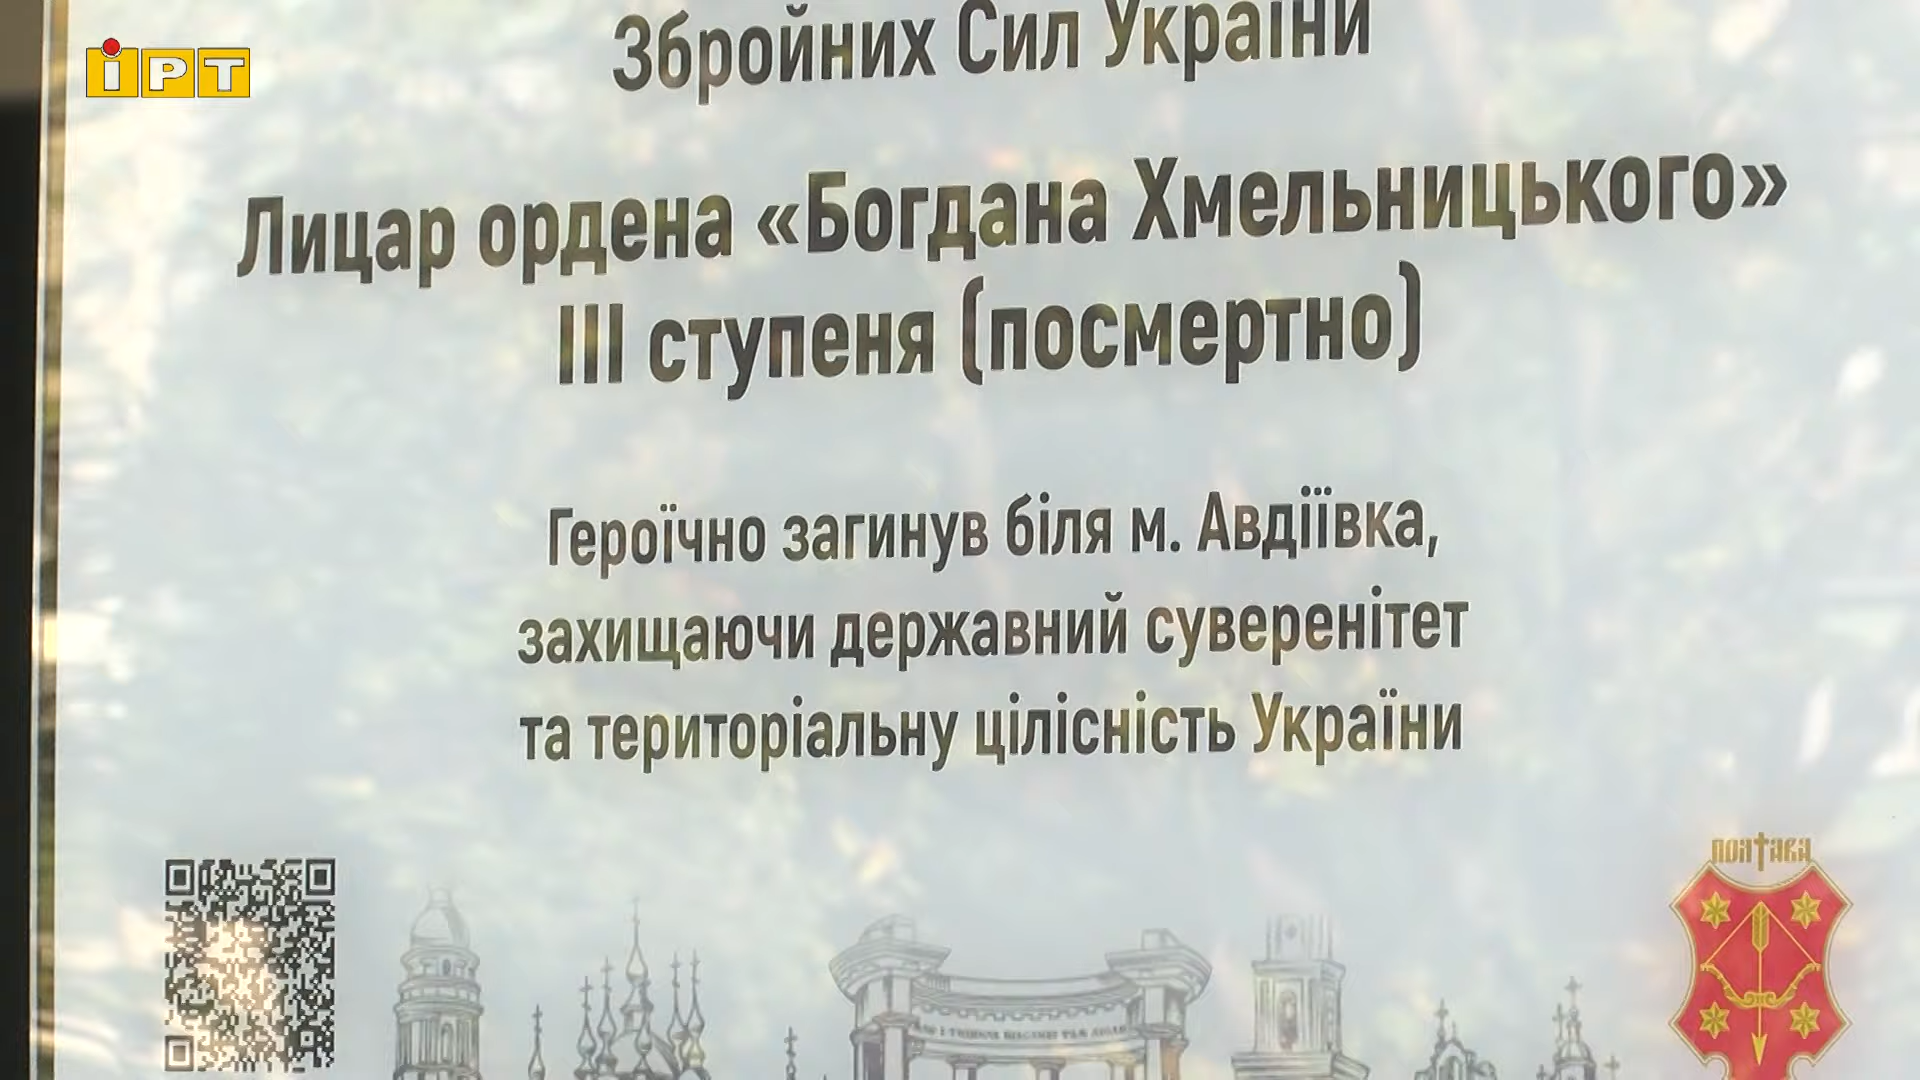 іРТ
Збройних Сил України
Лицар ордена «Богдана Хмельницького»
ІІІ ступеня (посмертно)
Героїчно загинув біля м. Авдіївка,
захищаючи державний суверенітет
та територіальну цілісність України
ПОЛТАВА